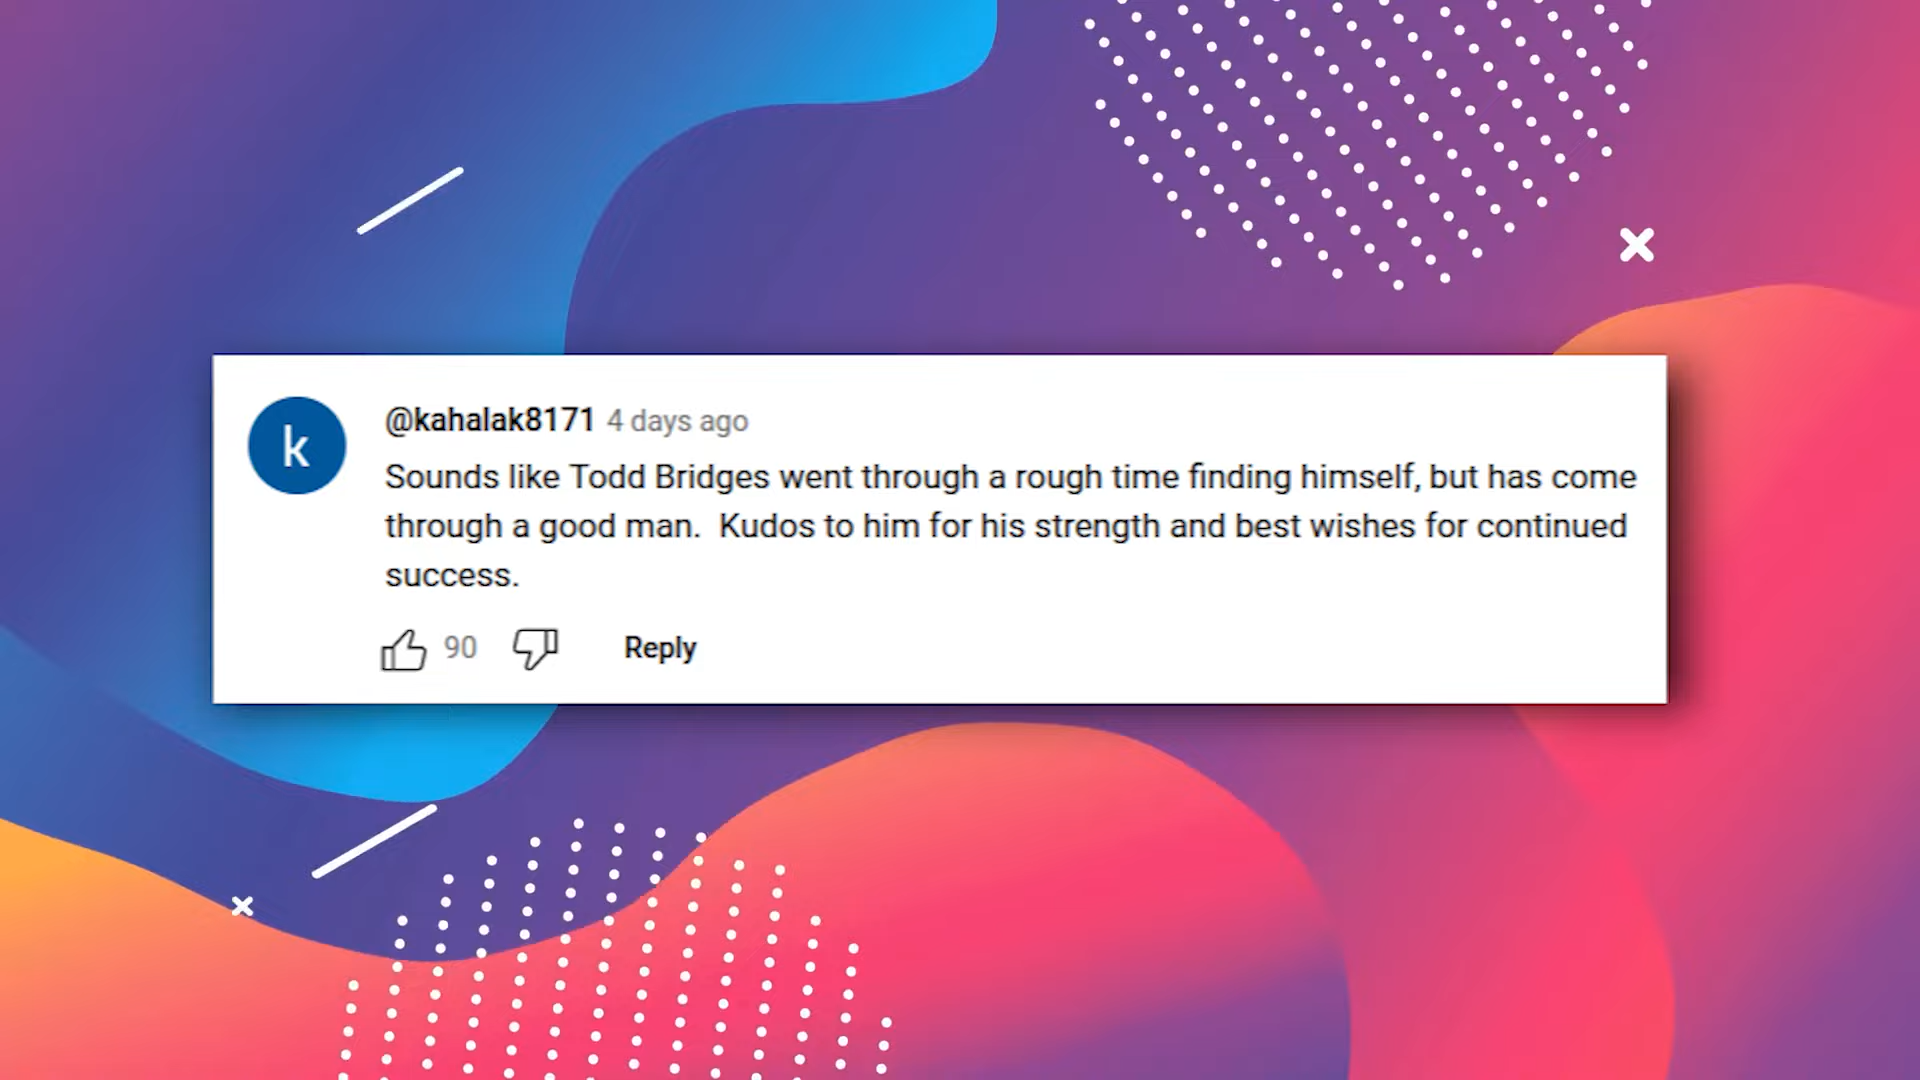 k
@kahalak8171 4 days ago
Sounds like Todd Bridges went through a rough time finding himself, but has come
through a good man.  Kudos to him for his strength and best wishes for continued
success.
90 Reply